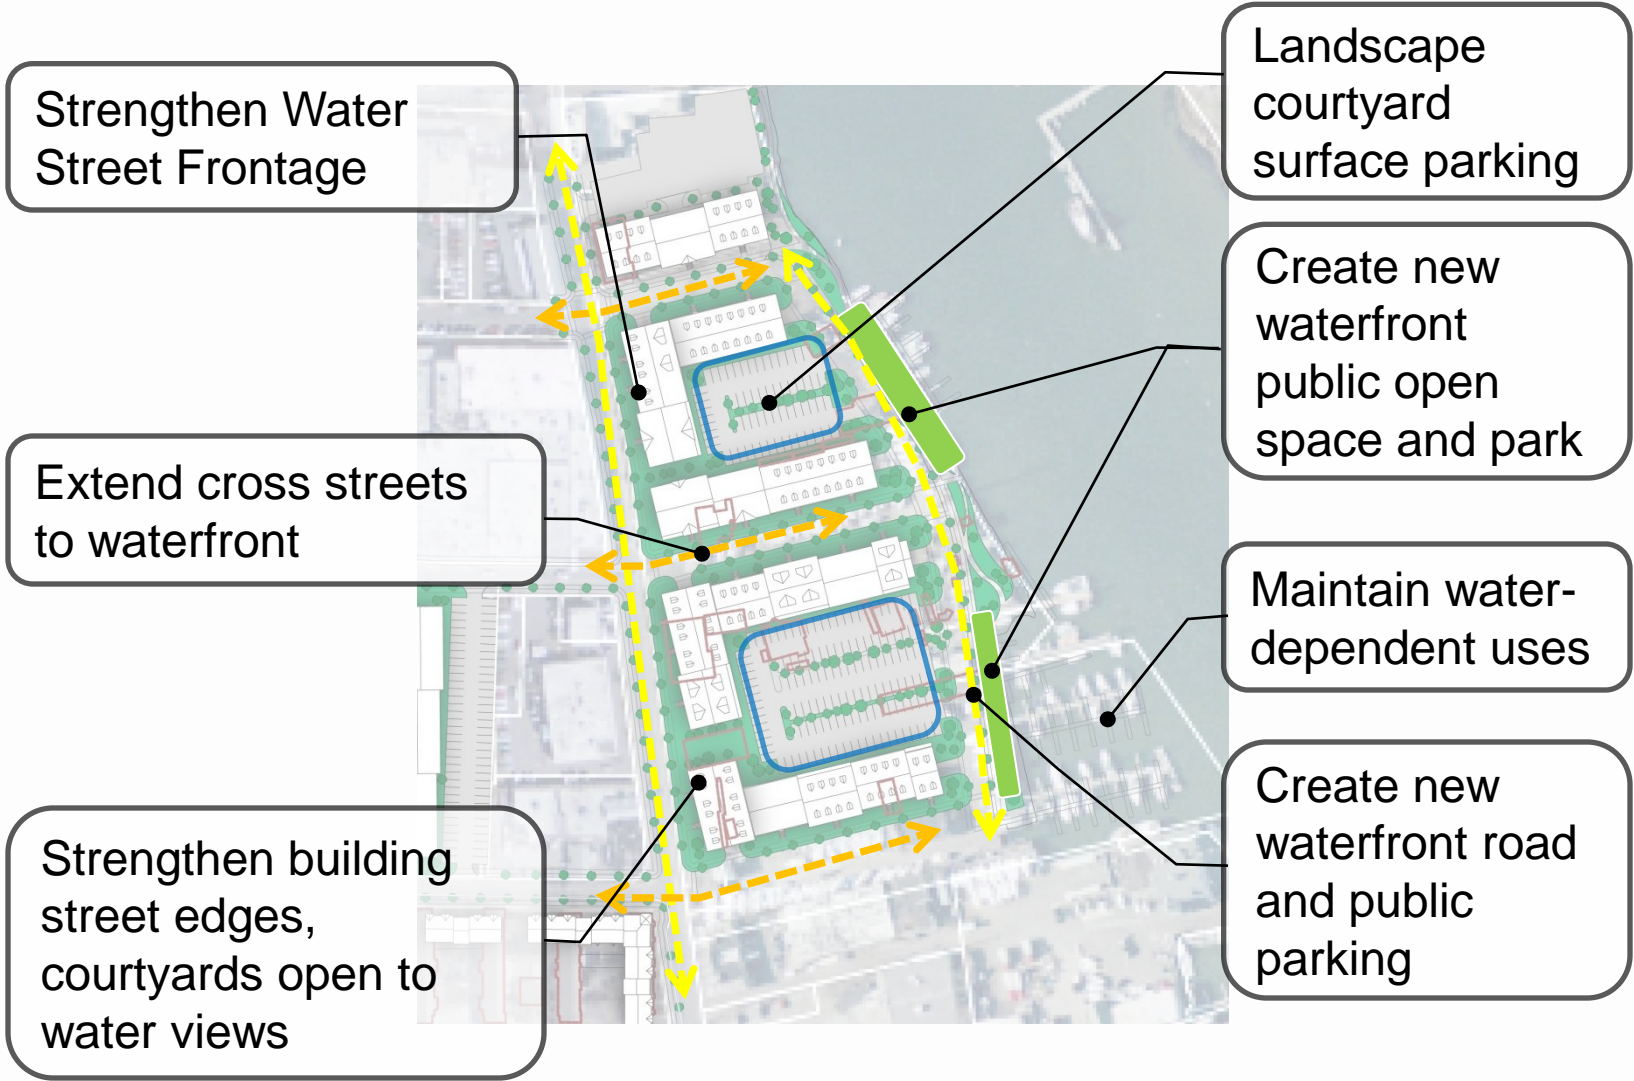 Strengthen Water
Street Frontage
Extend cross streets
to waterfront
Strengthen building
street edges,
courtyards open to
water views
Landscape
courtyard
surface parking
Create new
waterfront
public open
space and park
Maintain water-
dependent uses
Create new
waterfront road
and public
parking